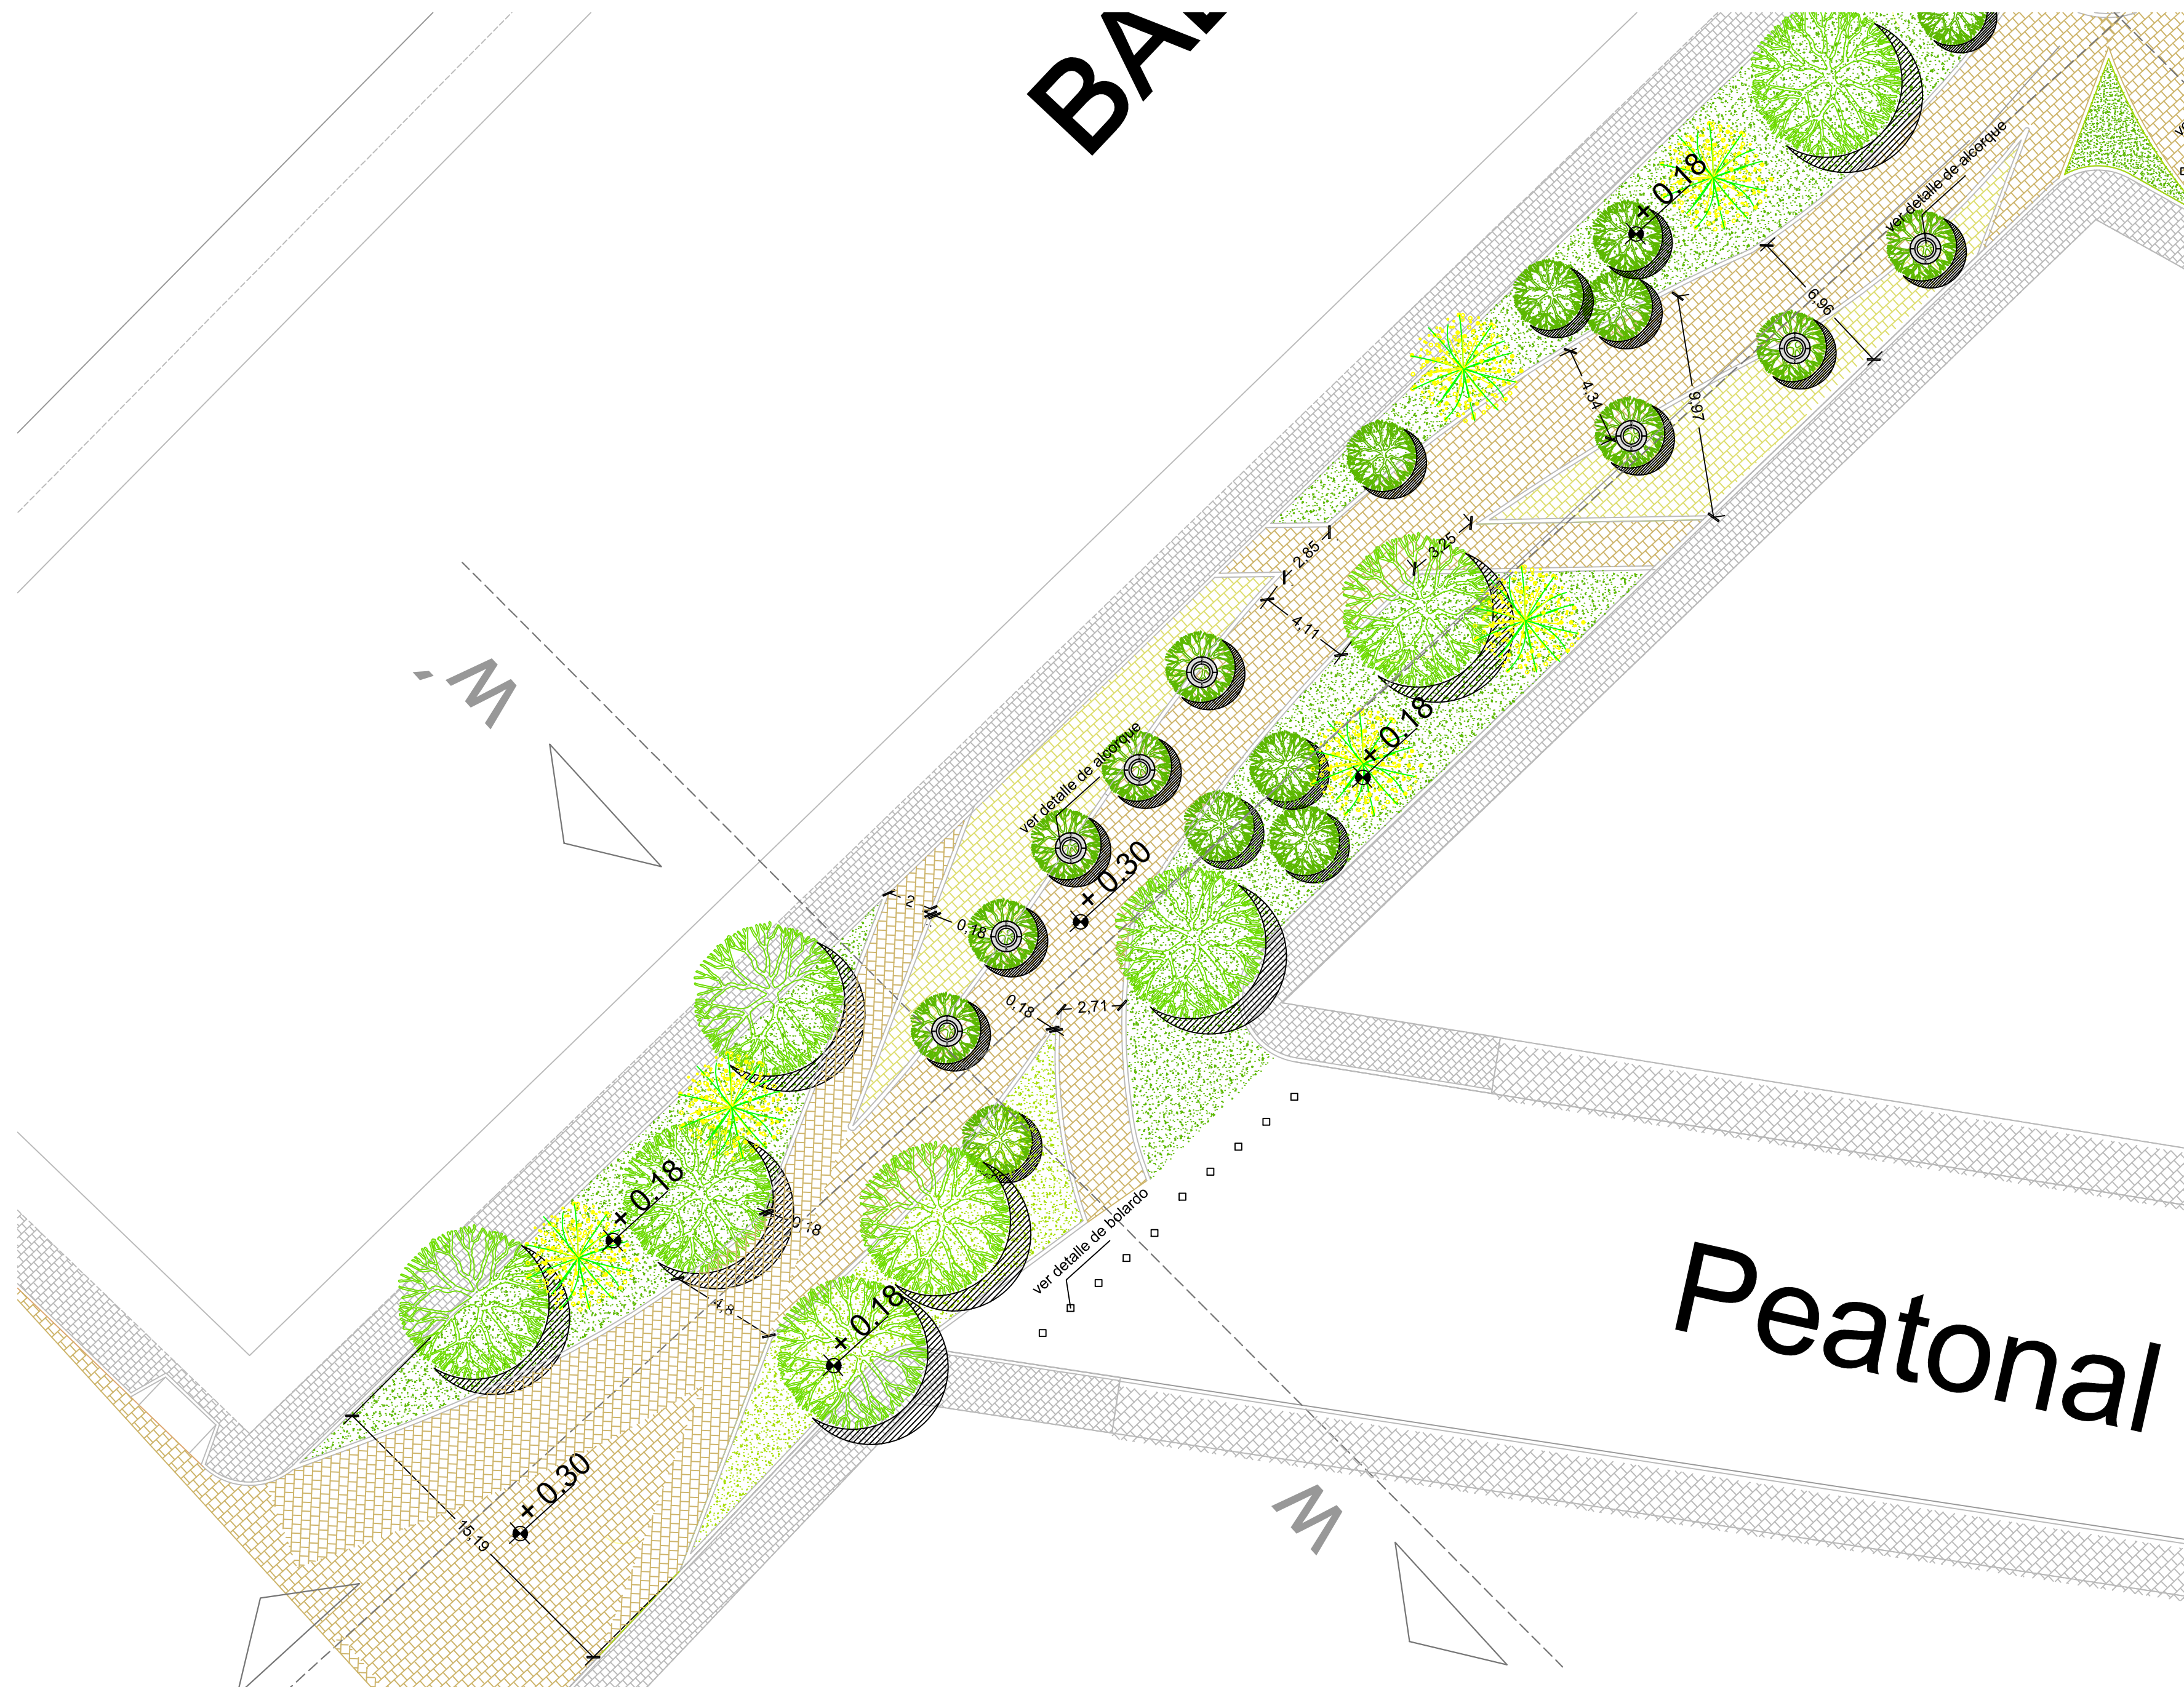 BA
+ 0.18
ver detalle de alcorque
6,96
4,34
9,97
2,85
3,25
4,11
W'
+ 0.18
ver detalle de alcorque
+ 0.30
2
0,18
0,18
2,71
+ 0.18
0,18
ver detalle de bolardo
4,8
+ 0.18
Peatonal
+ 0.30
15,19
W